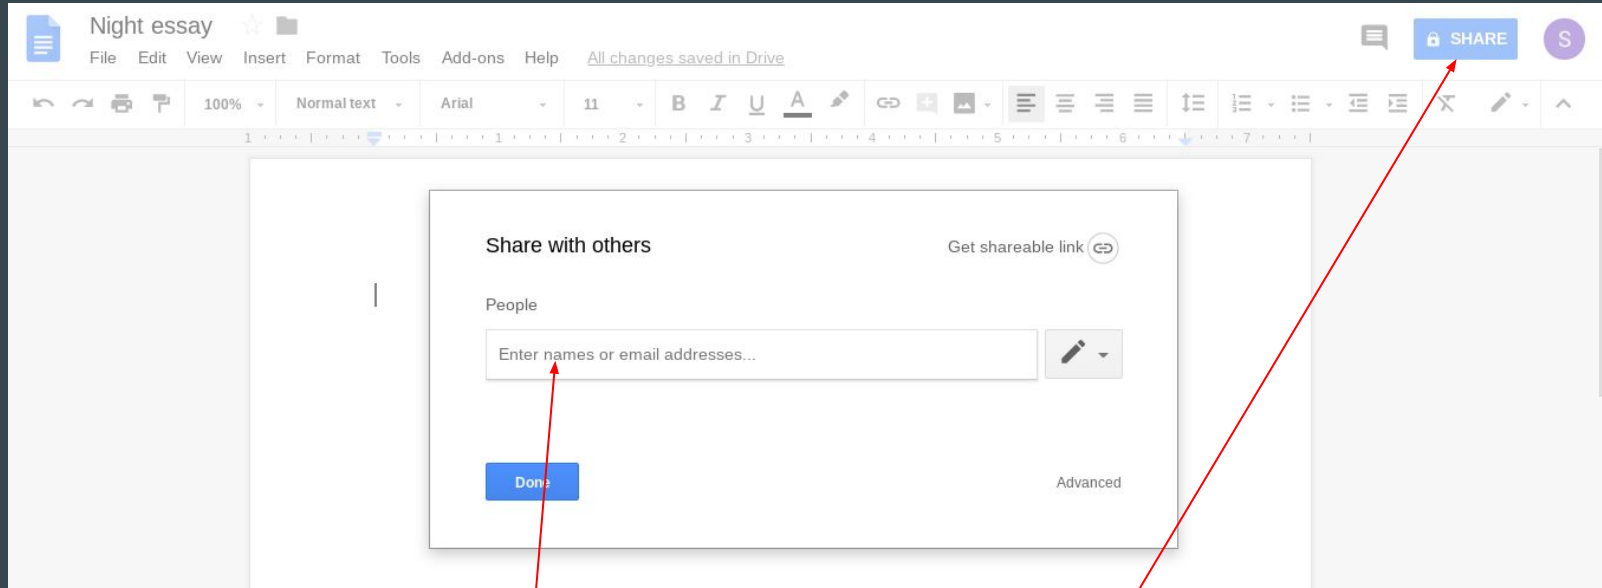 Night essay
SHARE
S
File Edit View Insert Format Tools Add-ons Help All changes saved in Drive
100% Normal text Arial 11 B I U A
1 1 2 3 4 5 6 7
Share with others
Get shareable link
People
Enter names or email addresses...
Done
Advanced